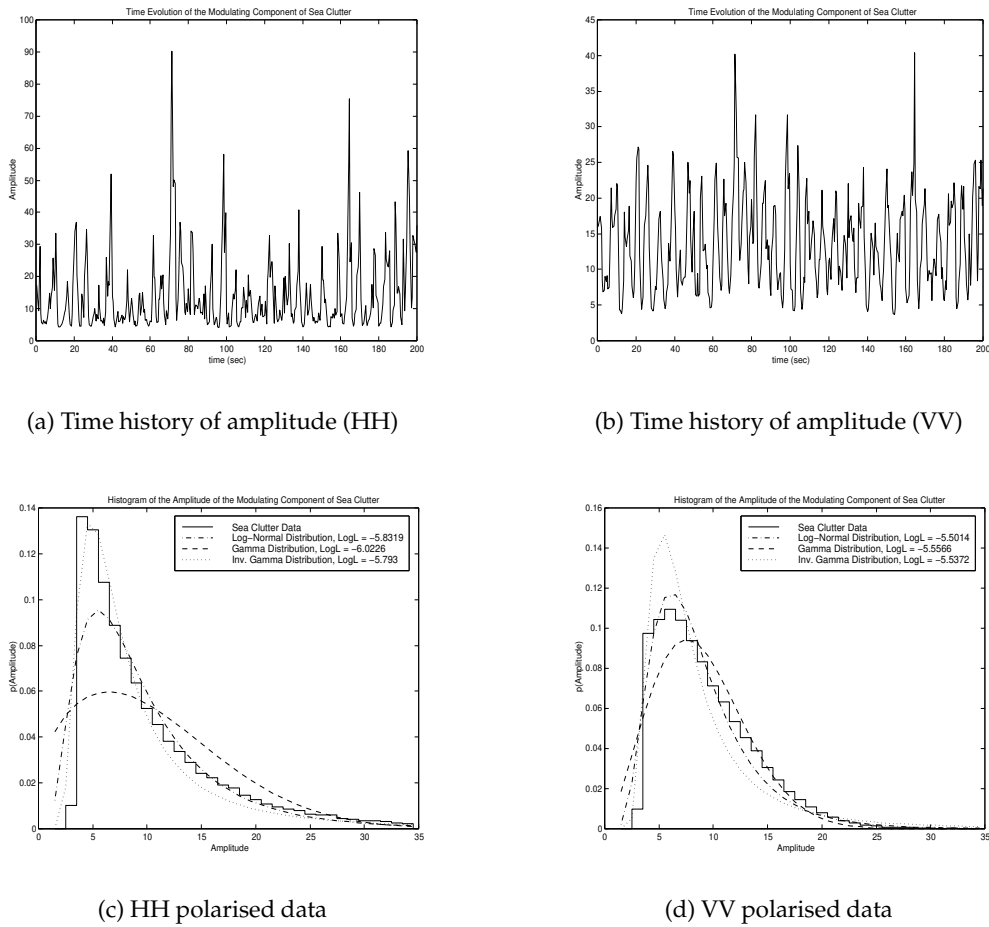 Time Evolution of the Modulating Component of Sea Clutter
100
90
80
70
60
50
40
30
20
10
0
Amplitude
0 20 40 60 80 100 120 140 160 180 200
time (sec)
(a) Time history of amplitude (HH)
Time Evolution of the Modulating Component of Sea Clutter
45
40
35
30
25
20
15
10
5
0
Amplitude
0 20 40 60 80 100 120 140 160 180 200
time (sec)
(b) Time history of amplitude (VV)
Histogram of the Amplitude of the Modulating Component of Sea Clutter
0.14
0.12
0.1
0.08
0.06
0.04
0.02
0
p(Amplitude)
Sea Clutter Data
Log−Normal Distribution, LogL = −5.8319
Gamma Distribution, LogL = −6.0226
Inv. Gamma Distribution, LogL = −5.793
0 5 10 15 20 25 30 35
Amplitude
(c) HH polarised data
Histogram of the Amplitude of the Modulating Component of Sea Clutter
0.16
0.14
0.12
0.1
0.08
0.06
0.04
0.02
0
p(Amplitude)
Sea Clutter Data
Log−Normal Distribution, LogL = −5.5014
Gamma Distribution, LogL = −5.5566
Inv. Gamma Distribution, LogL = −5.5372
0 5 10 15 20 25 30 35
Amplitude
(d) VV polarised data